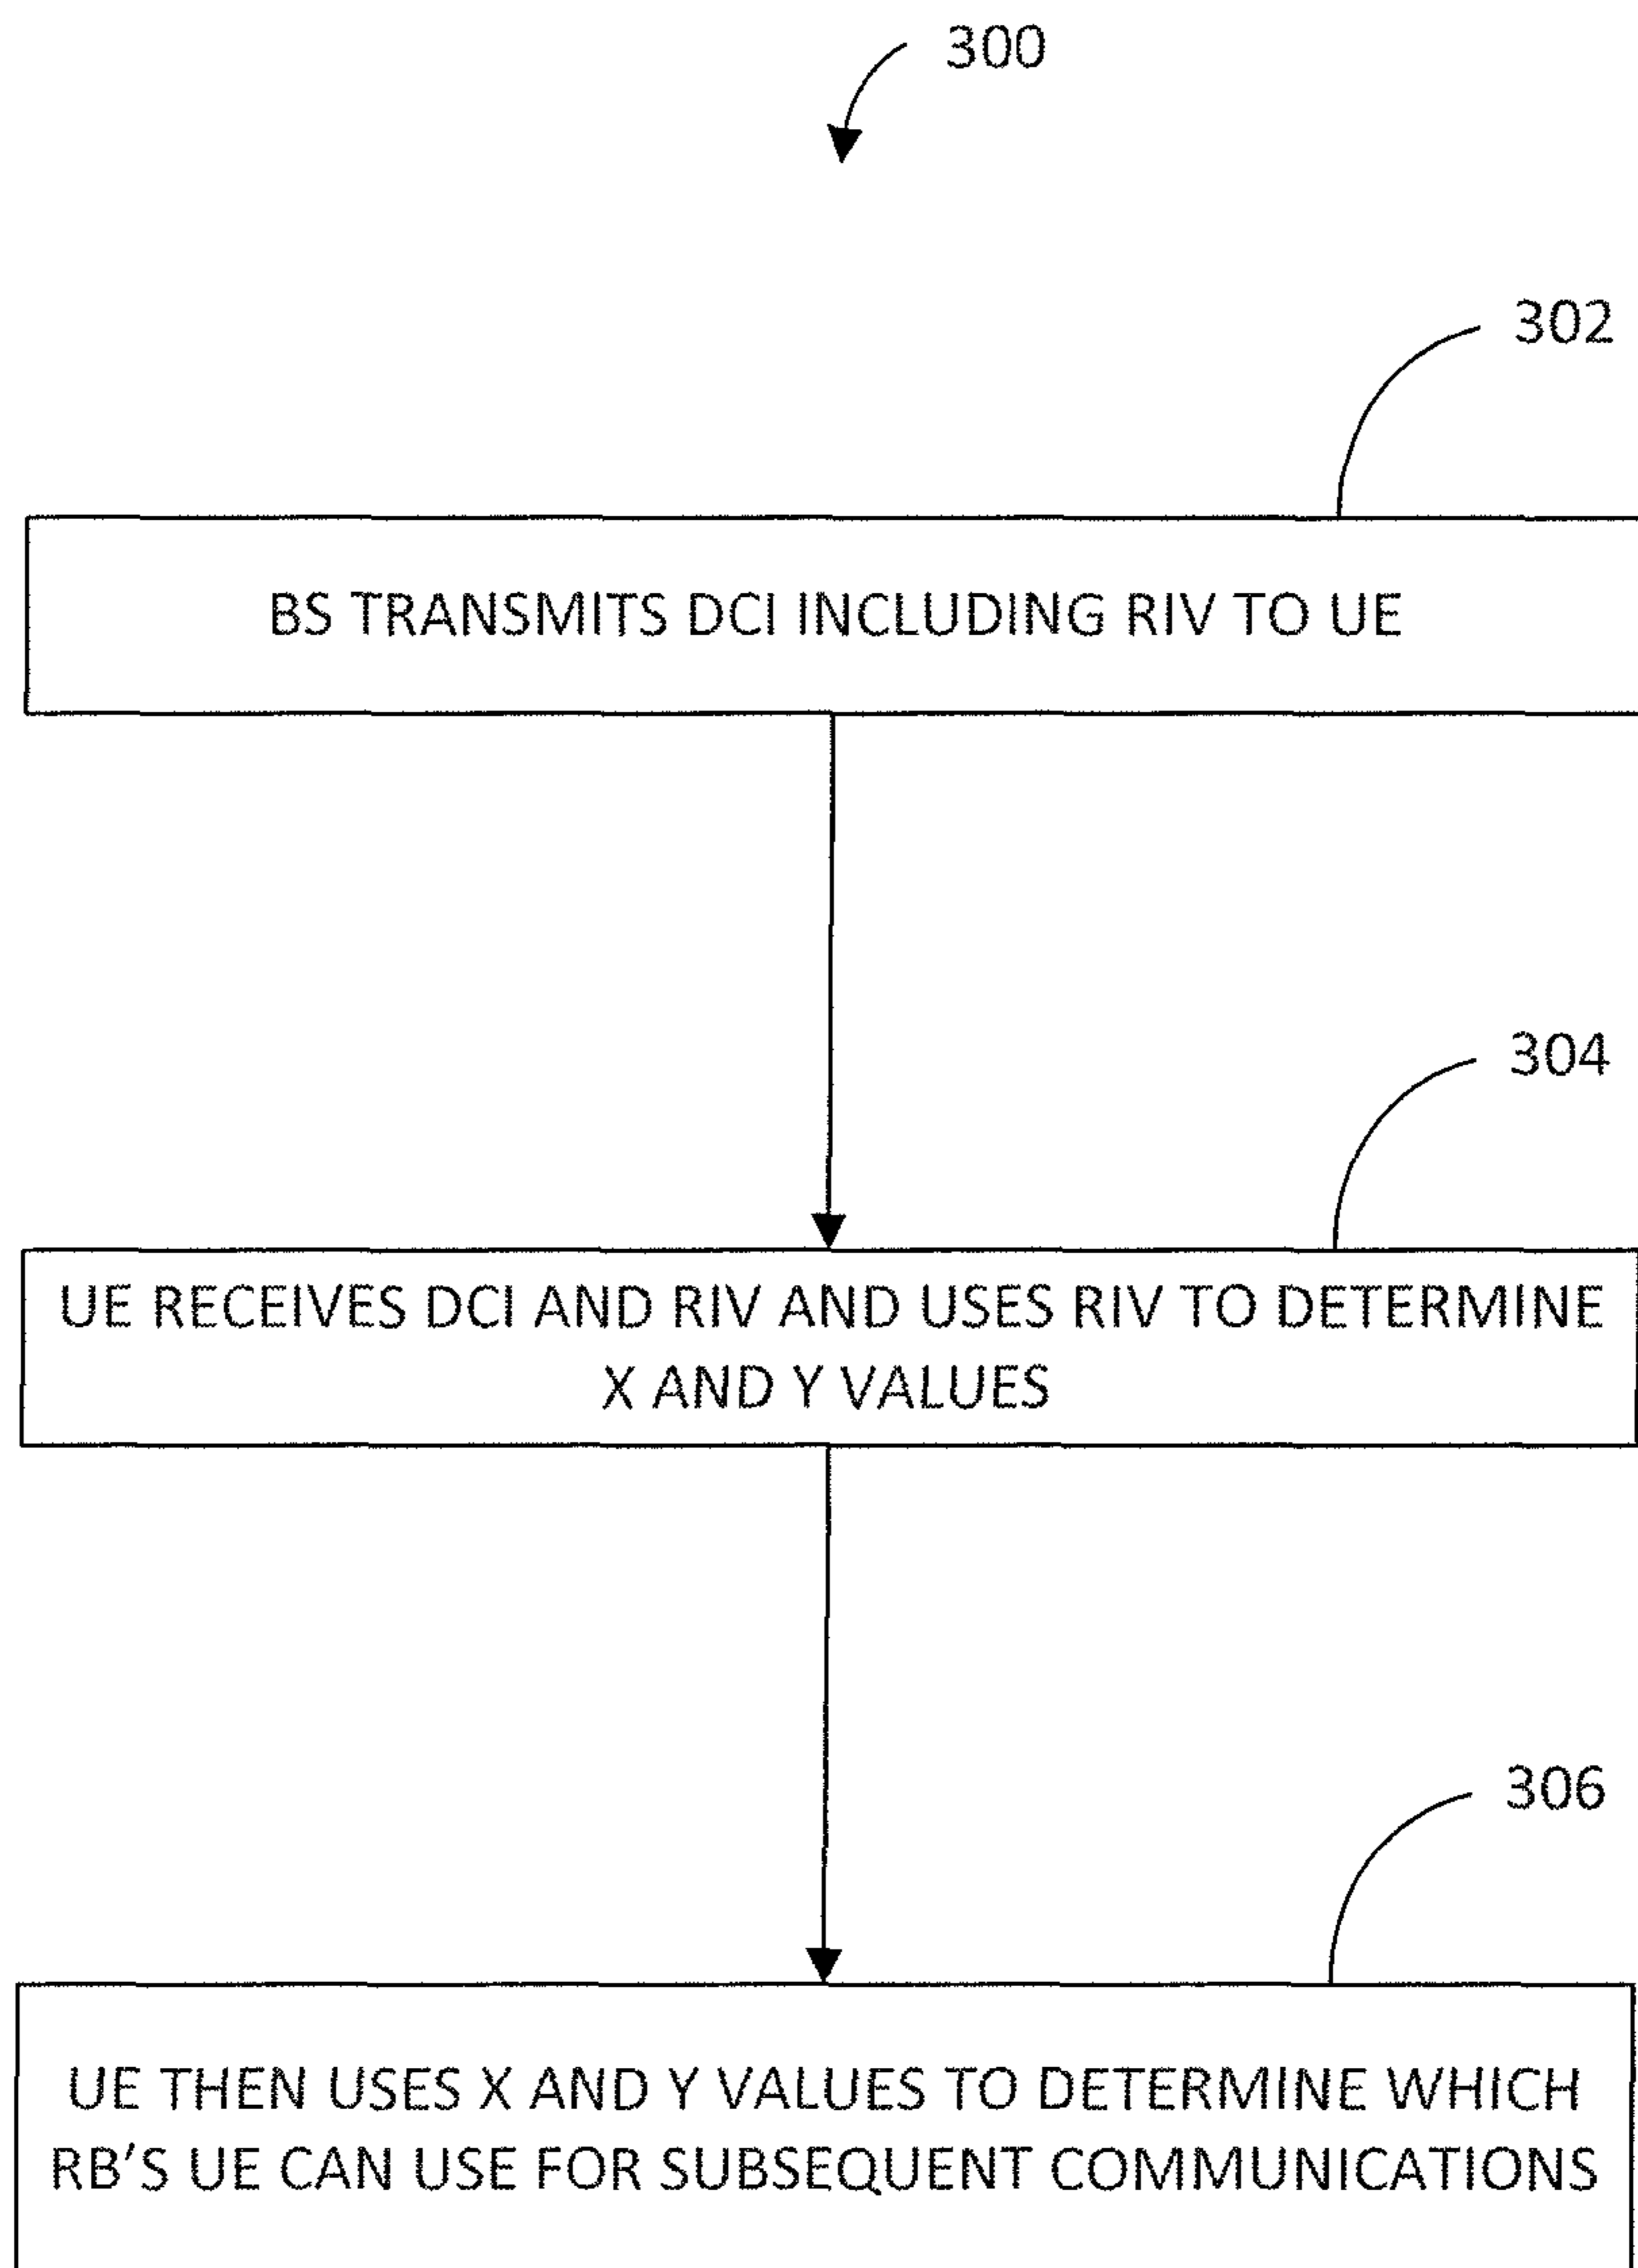 300
302
BS TRANSMITS DCI INCLUDING RIV TO UE
304
UE RECEIVES DCI AND RIV AND USES RIV TO DETERMINE
X AND Y VALUES
306
UE THEN USES X AND Y VALUES TO DETERMINE WHICH
RB'S UE CAN USE FOR SUBSEQUENT COMMUNICATIONS